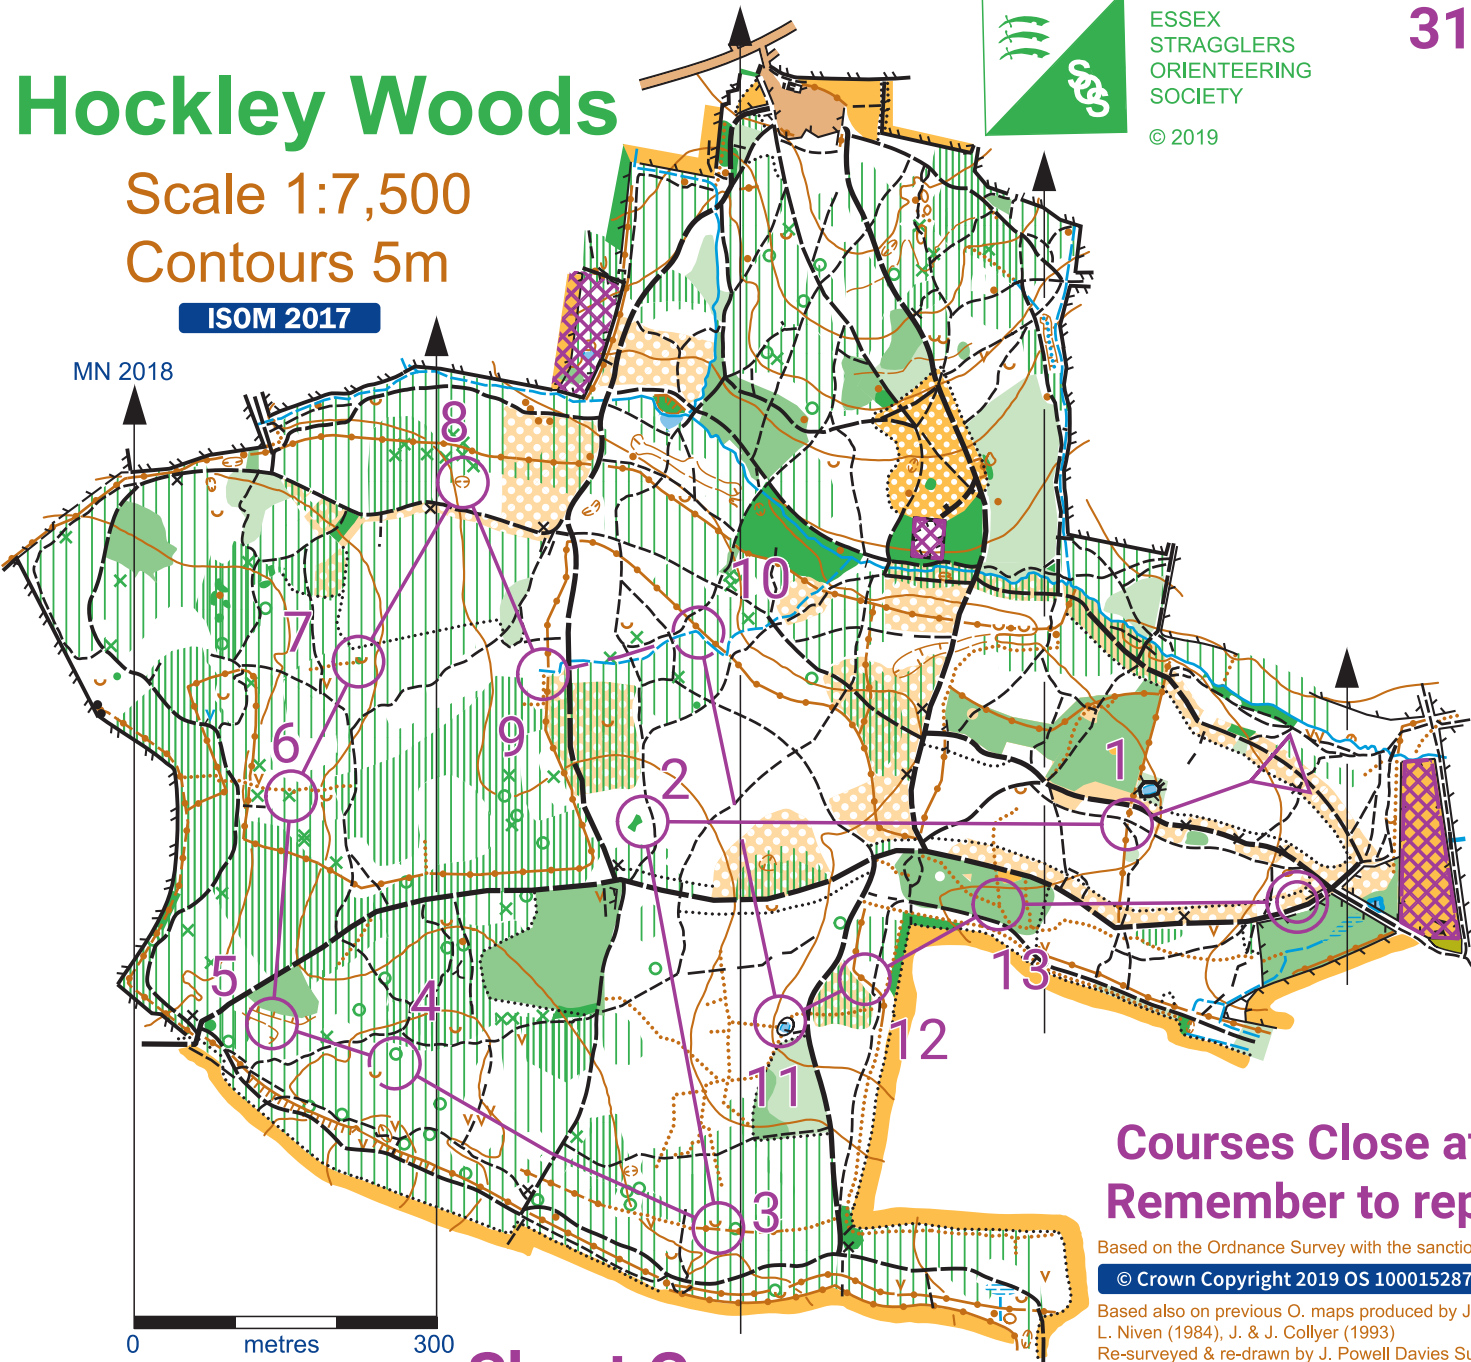 Hockley Woods
Scale 1:7,500
Contours 5m
ISOM 2017
MN 2018
SOS
ESSEX
STRAGGLERS
ORIENTEERING
SOCIETY
© 2019
31
8
10
7
6
9
2
1
5
4
13
12
11
3
Courses Close
Remember to
Based on the Ordnance Survey with the
© Crown Copyright 2019 OS 100015287
Based also on previous O. maps produced by J
L. Niven (1984), J. & J. Collyer (1993)
Re-surveyed & re-drawn by J. Powell Davies
0 metres 300